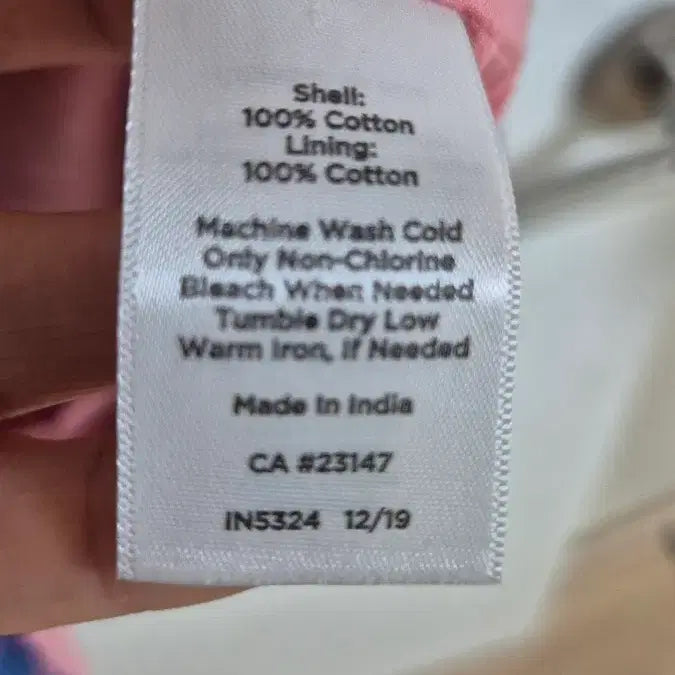 Shell:
100% Cotton
Lining:
100% Cotton
Machine Wash Cold
Only Non-Chlorine
Bleach When Needed
Tumble Dry Low
Warm Iron, If Needed
Made In India
CA #23147
IN5324 12/19